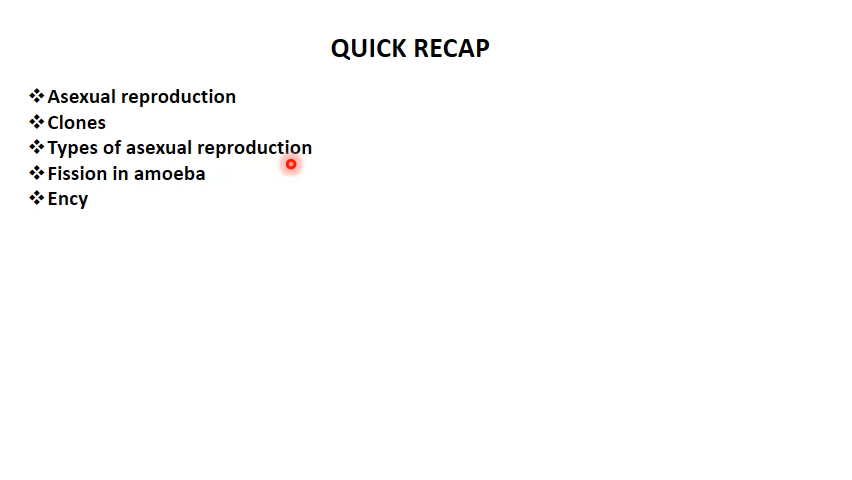 QUICK RECAP
❖Asexual reproduction
❖Clones
❖Types of asexual reproduction
❖Fission in amoeba
❖Ency